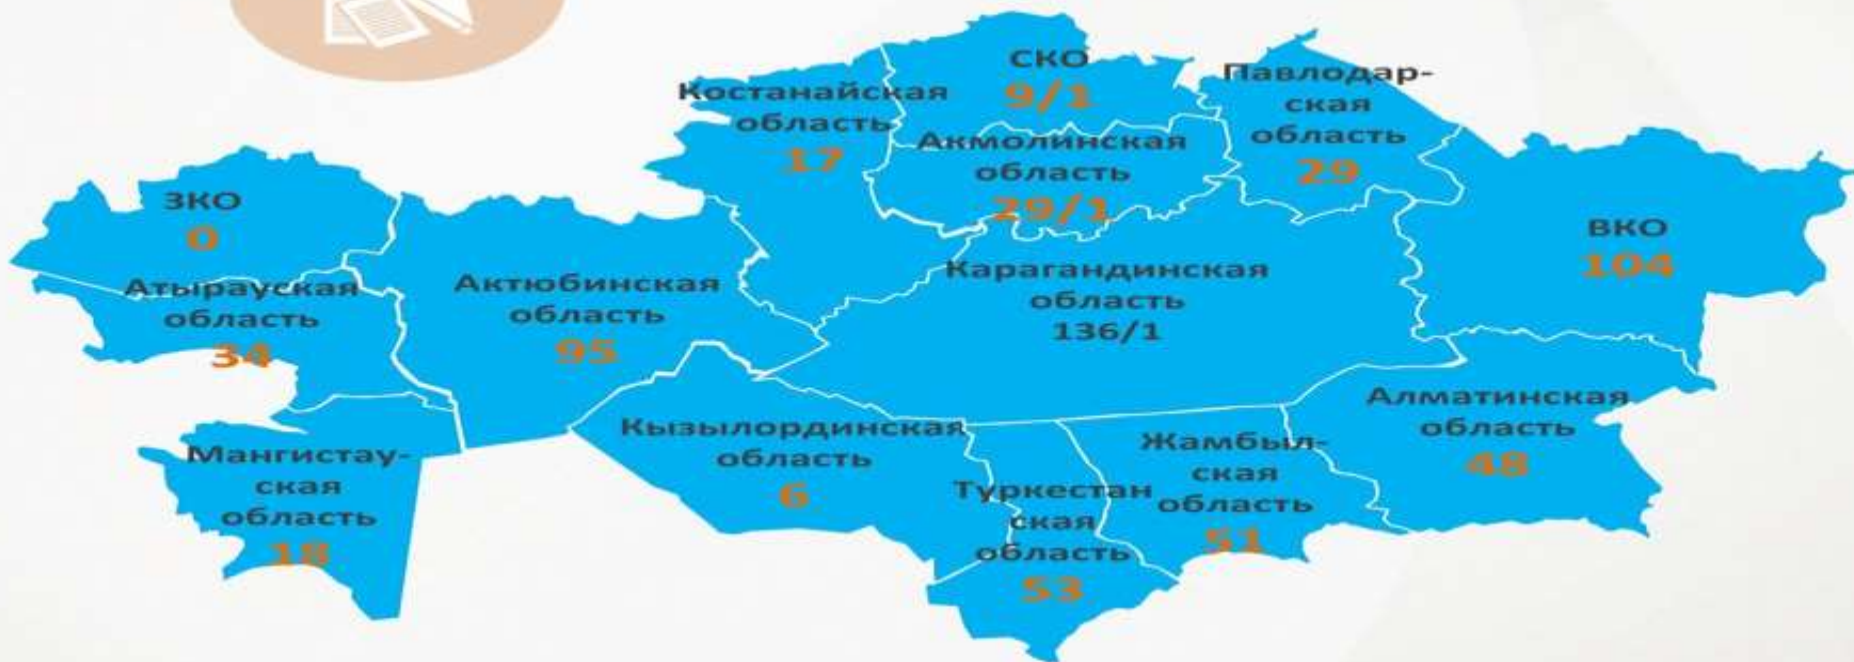 СКО
9/1
Костанайская
область
17
Павлодар-
ская
область
29
Акмолинская
область
29/1
ЗКО
0
ВКО
104
Атырауская
область
34
Актюбинская
область
95
Карагандинская
область
136/1
Мангистау-
ская
область
18
Кызылординская
область
6
Туркестан
ская
область
53
Жамбыл-
ская
область
51
Алматинская
область
48